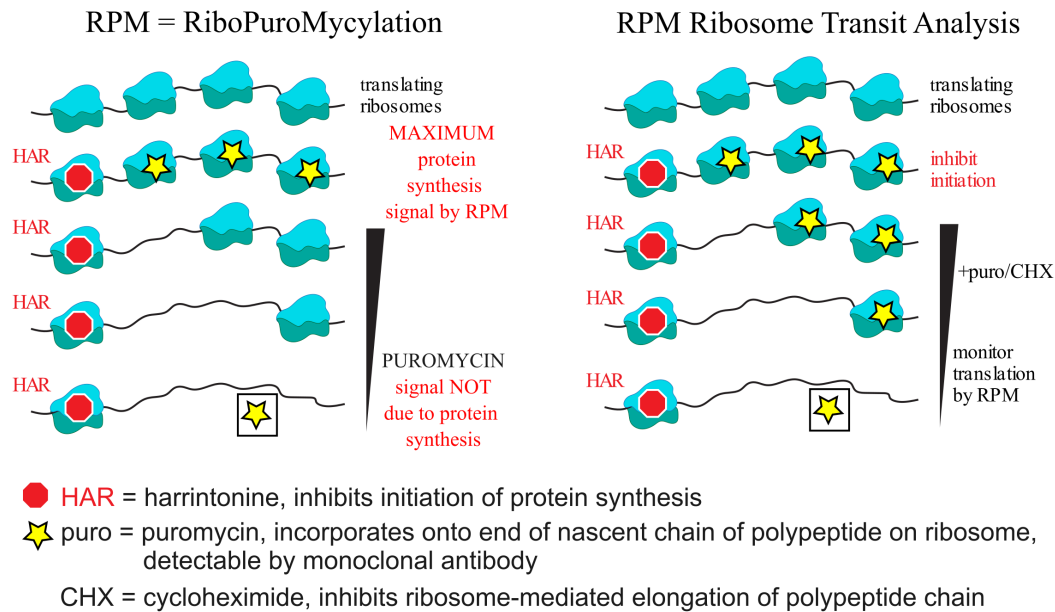 RPM = RiboPuroMycylation
translating
ribosomes
HAR
MAXIMUM
protein
synthesis
signal by RPM
HAR
HAR
PUROMYCIN
signal NOT
due to protein
synthesis
HAR
RPM Ribosome Transit Analysis
translating
ribosomes
HAR
inhibit
initiation
HAR
+puro/CHX
HAR
monitor
translation
by RPM
HAR
HAR = harrintonine, inhibits initiation of protein synthesis
puro = puromycin, incorporates onto end of nascent chain of polypeptide on ribosome,
detectable by monoclonal antibody
CHX = cycloheximide, inhibits ribosome-mediated elongation of polypeptide chain